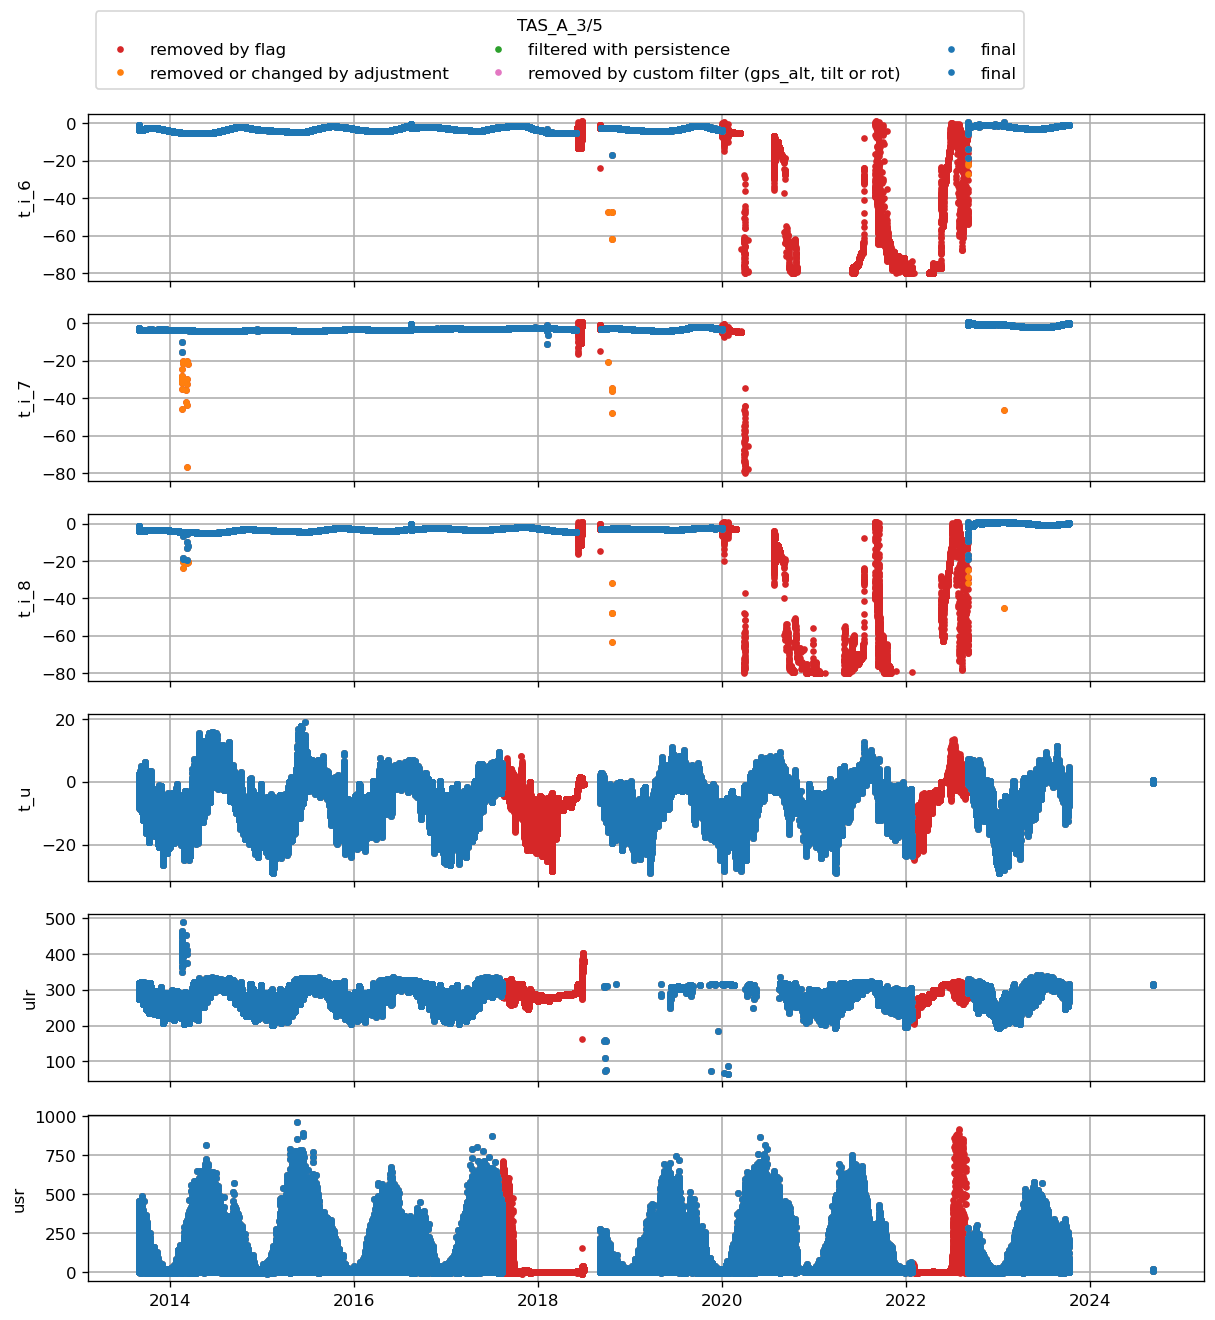 TAS_A_3/5
removed by flag filtered with persistence final
removed or changed by adjustment removed by custom filter (gps_alt, tilt or rot) final
0
−20
−40
−60
−80
t_i_6
0
−20
−40
−60
−80
t_i_7
0
−20
−40
−60
−80
t_i_8
20
0
−20
t_u
500
400
300
200
100
ulr
1000
750
500
250
0
usr
2014 2016 2018 2020 2022 2024